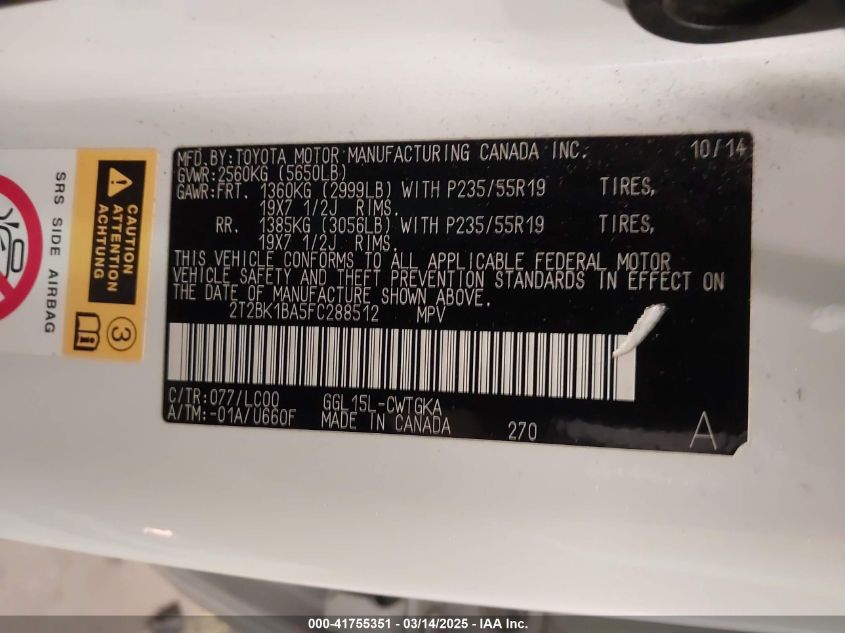 MFD.BY:TOYOTA MOTOR MANUFACTURING CANADA INC. 10/14
GVWR:2560KG (5650LB)
GAWR:FRT. 1360KG (2999LB) WITH P235/55R19 TIRES,
19X7 1/2J RIMS.
RR. 1385KG (3056LB) WITH P235/55R19 TIRES,
19X7 1/2J RIMS.
THIS VEHICLE CONFORMS TO ALL APPLICABLE FEDERAL MOTOR
VEHICLE SAFETY AND THEFT PREVENTION STANDARDS IN EFFECT ON
THE DATE OF MANUFACTURE SHOWN ABOVE.
2T2BK1BA5FC288512 MPV
C/TR:077/LC00 GGL15L-CWTGKA
A/TM:-01A/U660F MADE IN CANADA 270 A
SRS SIDE AIRBAG
CAUTION
ATTENTION
ACHTUNG
3
000-41755351 - 03/14/2025 - IAA Inc.